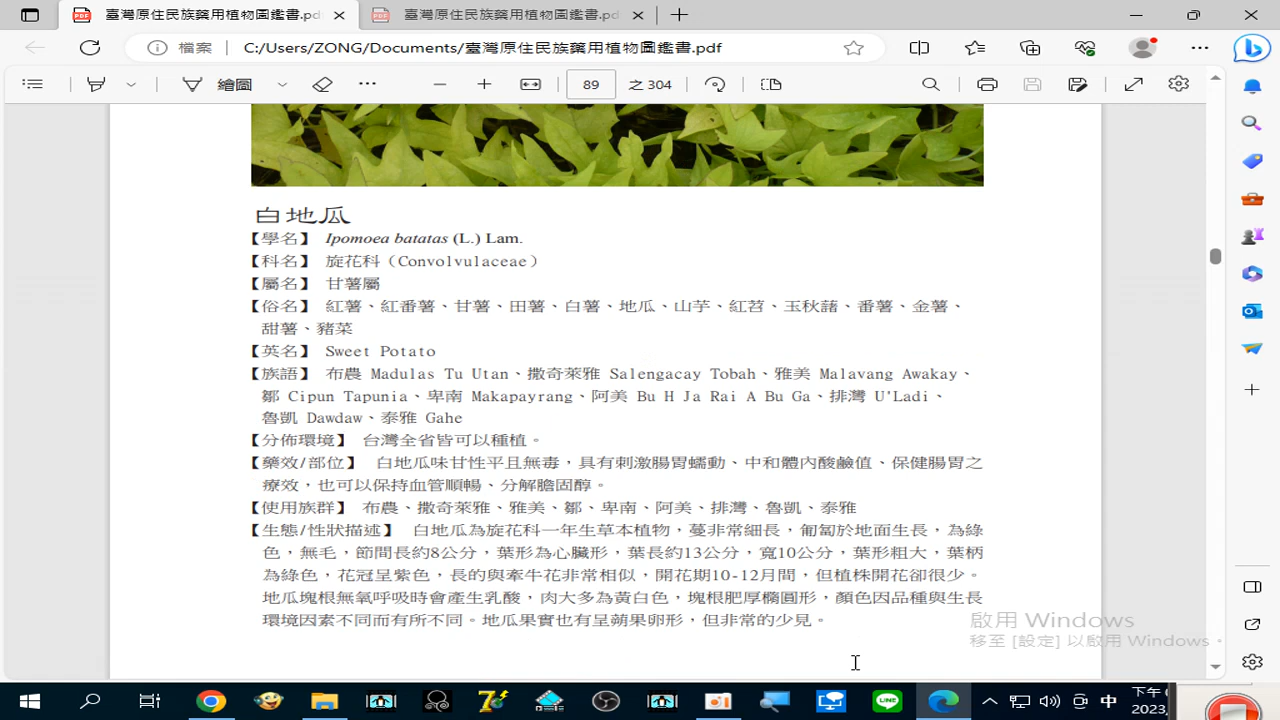 臺灣原住民族藥用植物圖鑑書.pd
臺灣原住民族藥用植物圖鑑書.pdf
檔案
C:/Users/ZONG/Documents/臺灣原住民族藥用植物圖鑑書.pdf
繪圖
89
之 304
白地瓜
【學名】 Ipomoea batatas (L.) Lam.
【科名】 旋花科（Convolvulaceae）
【屬名】 甘薯屬
【俗名】 紅薯、紅番薯、甘薯、田薯、白薯、地瓜、山芋、紅苕、玉秋藷、番薯、金薯、
甜薯、豬菜
【英名】 Sweet Potato
【族語】 布農 Madulas Tu Utan、撒奇萊雅 Salengacay Tobah、雅美 Malavang Awakay、
鄒 Cipun Tapunia、卑南 Makapayrang、阿美 Bu H Ja Rai A Bu Ga、排灣 U'Ladi、
魯凱 Dawdaw、泰雅 Gahe
【分佈環境】 台灣全省皆可以種植。
【藥效/部位】 白地瓜味甘性平且無毒，具有刺激腸胃蠕動、中和體內酸鹼值、保健腸胃之
療效，也可以保持血管順暢、分解膽固醇。
【使用族群】 布農、撒奇萊雅、雅美、鄒、卑南、阿美、排灣、魯凱、泰雅
【生態/性狀描述】 白地瓜為旋花科一年生草本植物，蔓非常細長，匍匐於地面生長，為綠
色，無毛，節間長約8公分，葉形為心臟形，葉長約13公分，寬10公分，葉形粗大，葉柄
為綠色，花冠呈紫色，長的與牽牛花非常相似，開花期10-12月間，但植株開花卻很少。
地瓜塊根無氧呼吸時會產生乳酸，肉大多為黃白色，塊根肥厚橢圓形，顏色因品種與生長
環境因素不同而有所不同。地瓜果實也有呈蘋果卵形，但非常的少見。
啟用 Windows
移至 [設定] 以啟用 Windows。
中
下午
2023